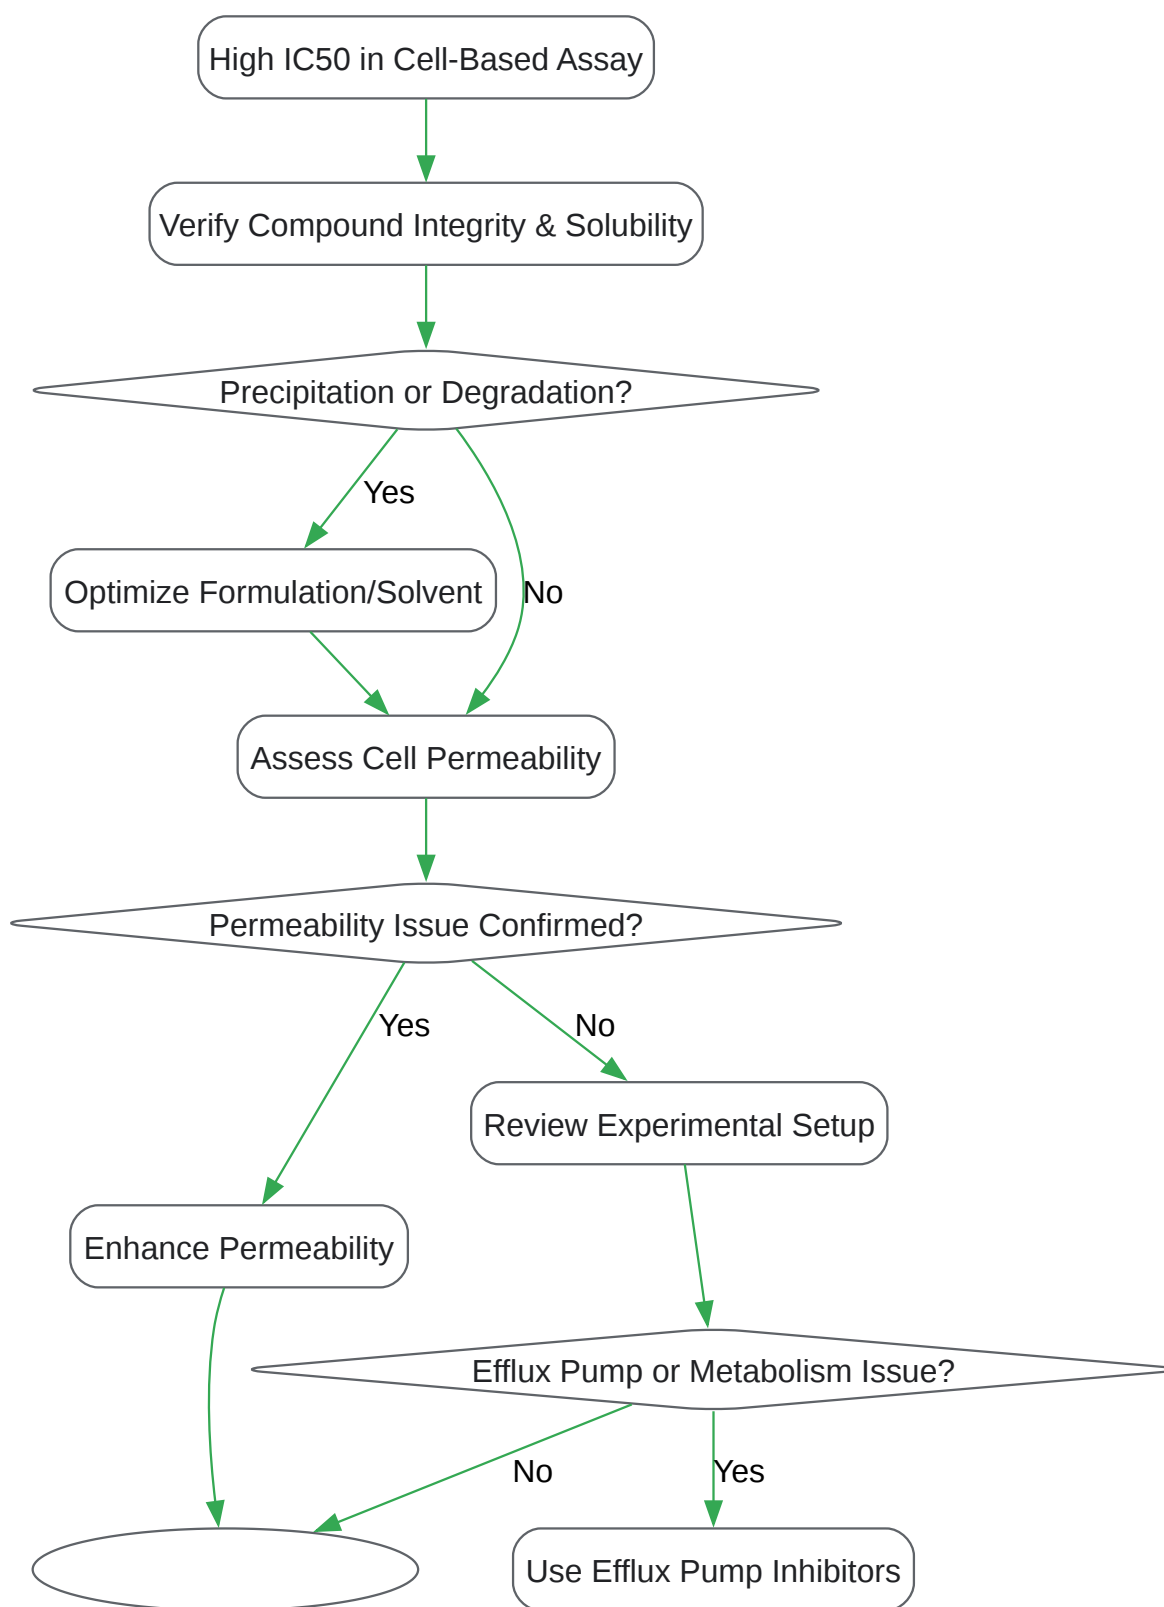 High IC50 in Cell-Based Assay
Verify Compound Integrity & Solubility
Precipitation or Degradation?
Yes
Optimize Formulation/Solvent
No
Assess Cell Permeability
Permeability Issue Confirmed?
Yes
No
Review Experimental Setup
Enhance Permeability
Efflux Pump or Metabolism Issue?
No
Yes
Use Efflux Pump Inhibitors